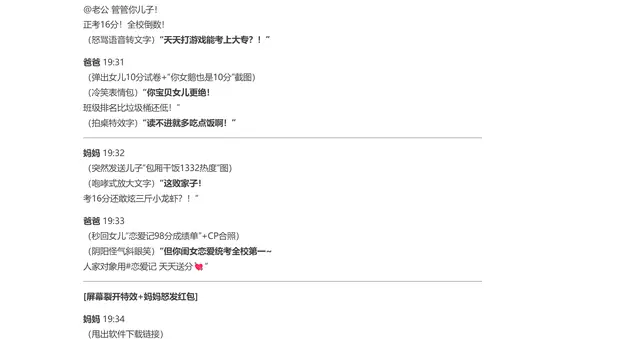 @老公 管管你儿子！
正考16分！全校倒数！
（怒骂语音转文字）“天天打游戏能考上大专？！”
爸爸 19:31
（弹出女儿10分试卷+“你女鹅也是10分”截图）
（冷笑表情包）“你宝贝女儿更绝！
班级排名比垃圾桶还低！”
（拍桌特效字）“读不进就多吃点饭啊！”
妈妈 19:32
（突然发送儿子“包厢干饭1332热度”图）
（咆哮式放大文字）“这败家子！
考16分还敢炫三斤小龙虾？！”
爸爸 19:33
（秒回女儿“恋爱记98分成绩单”+CP合照）
（阴阳怪气斜眼笑）“但你闺女恋爱统考全校第一~
人家对象用#恋爱记 天天送分💘”
[屏幕裂开特效+妈妈怒发红包]
妈妈 19:34
（甩出软件下载链接）